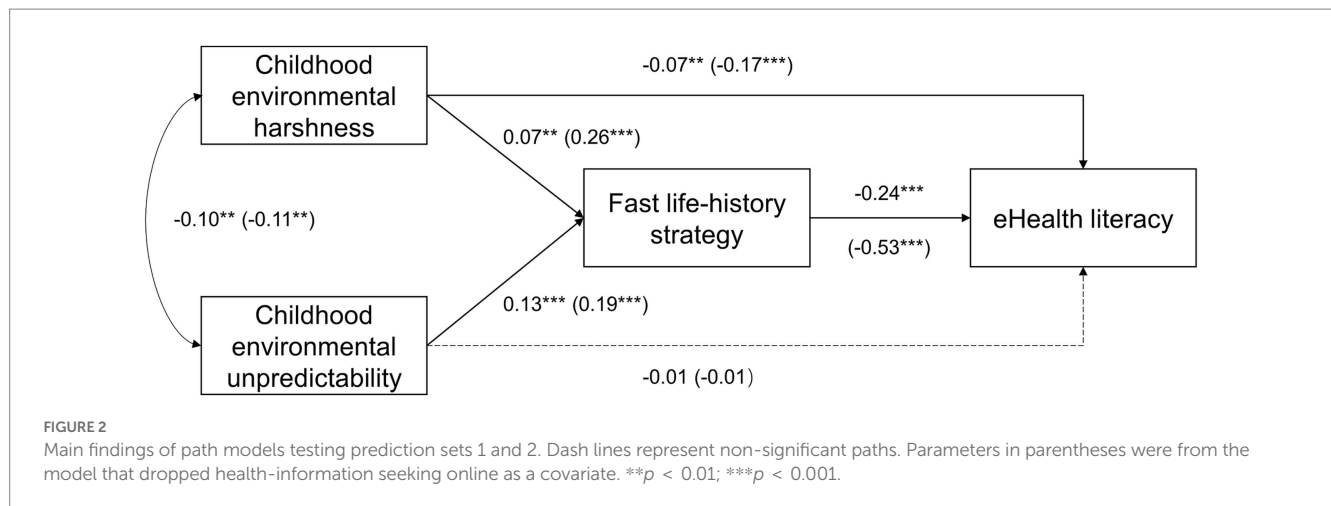 Childhood
environmental
harshness
-0.07** (-0.17***)
0.07** (0.26***)
-0.10** (-0.11**)
Fast life-history
strategy
-0.24***
(-0.53***)
eHealth literacy
0.13*** (0.19***)
Childhood
environmental
unpredictability
-0.01 (-0.01)
FIGURE 2
Main findings of path models testing prediction sets 1 and 2. Dash lines represent non-significant paths. Parameters in parentheses were from the
model that dropped health-information seeking online as a covariate. **p < 0.01; ***p < 0.001.